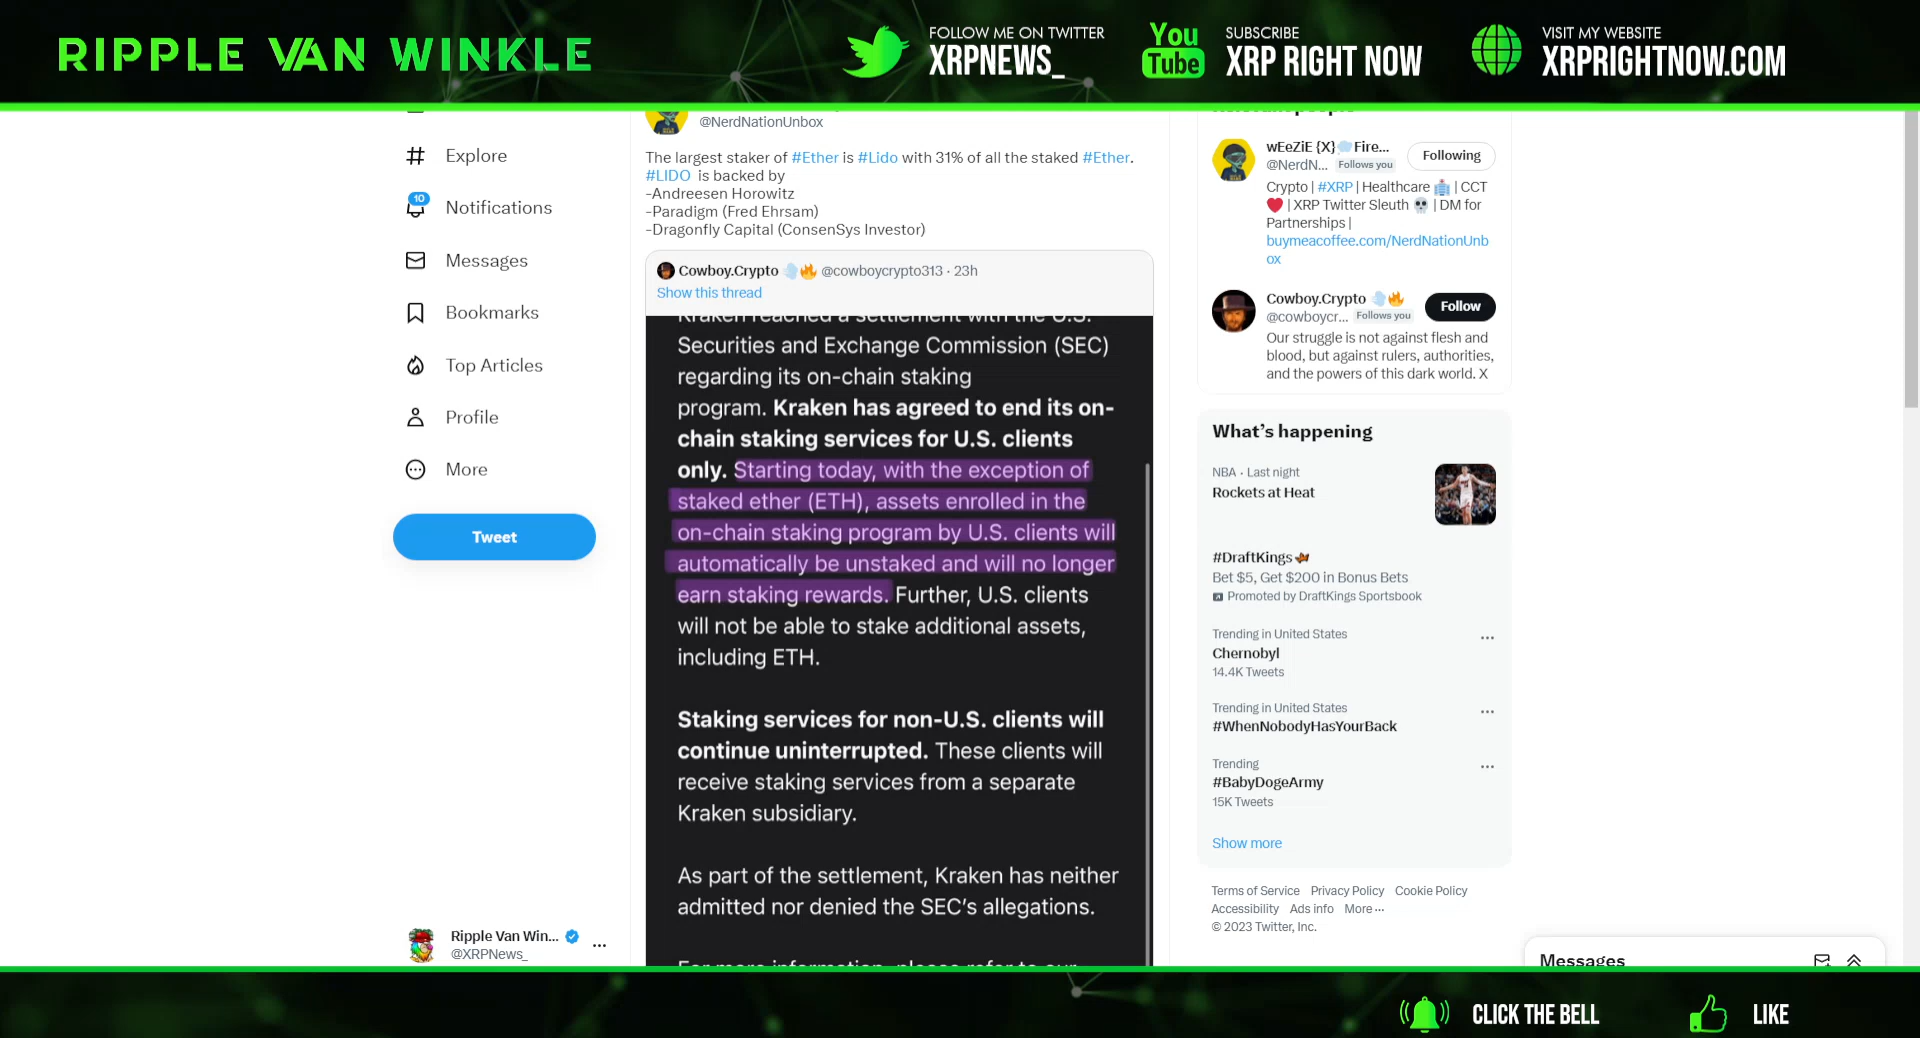 RIPPLE VAN WINKLE
FOLLOW ME ON TWITTER
XRPNEWS_
You
Tube
SUBSCRIBE
XRP RIGHT NOW
VISIT MY WEBSITE
XRPRIGHTNOW.COM
Explore
10
Notifications
Messages
Bookmarks
Top Articles
Profile
More
Tweet
Ripple Van Win...
@XRPNews_
@NerdNationUnbox
The largest staker of #Ether is #Lido with 31% of all the staked #Ether.
#LIDO is backed by
-Andreesen Horowitz
-Paradigm (Fred Ehrsam)
-Dragonfly Capital (ConsenSys Investor)
Cowboy.Crypto @cowboycrypto313 · 23h
Show this thread
Kraken reached a settlement with the U.S.
Securities and Exchange Commission (SEC)
regarding its on-chain staking
program. Kraken has agreed to end its on-
chain staking services for U.S. clients
only. Starting today, with the exception of
staked ether (ETH), assets enrolled in the
on-chain staking program by U.S. clients will
automatically be unstaked and will no longer
earn staking rewards. Further, U.S. clients
will not be able to stake additional assets,
including ETH.
Staking services for non-U.S. clients will
continue uninterrupted. These clients will
receive staking services from a separate
Kraken subsidiary.
As part of the settlement, Kraken has neither
admitted nor denied the SEC's allegations.
For more information, please refer to our
wEeZiE {X} Fire...
@NerdN... Follows you
Following
Crypto | #XRP | Healthcare | CCT
| XRP Twitter Sleuth | DM for
Partnerships |
buymeacoffee.com/NerdNationUnb
ox
Cowboy.Crypto
@cowboycr... Follows you
Follow
Our struggle is not against flesh and
blood, but against rulers, authorities,
and the powers of this dark world. X
What's happening
NBA · Last night
Rockets at Heat
#DraftKings
Bet $5, Get $200 in Bonus Bets
Promoted by DraftKings Sportsbook
Trending in United States
Chernobyl
14.4K Tweets
Trending in United States
#WhenNobodyHasYourBack
Trending
#BabyDogeArmy
15K Tweets
Show more
Terms of Service Privacy Policy Cookie Policy
Accessibility Ads info More ...
© 2023 Twitter, Inc.
Messages
CLICK THE BELL
LIKE